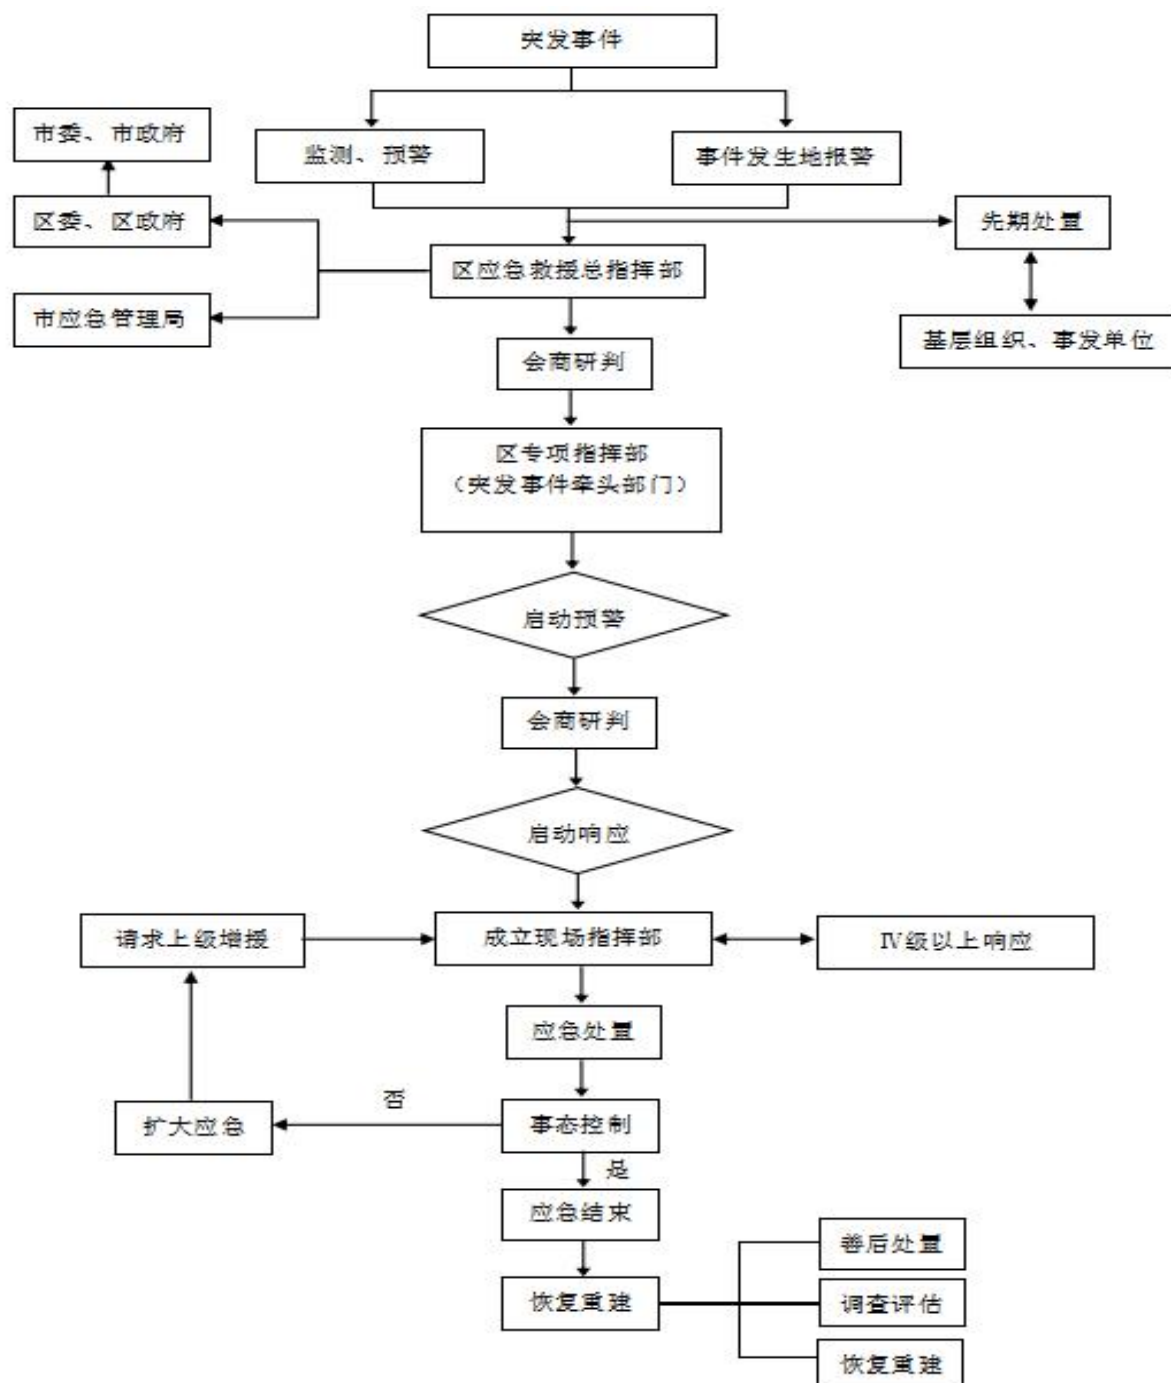 突发事件
市委、市政府
监测、预警
事件发生地报警
区委、区政府
先期处置
区应急救援总指挥部
市应急管理局
基层组织、事发单位
会商研判
区专项指挥部
（突发事件牵头部门）
启动预警
会商研判
启动响应
请求上级增援
成立现场指挥部
Ⅳ级以上响应
应急处置
否
扩大应急
事态控制
是
应急结束
善后处置
恢复重建
调查评估
恢复重建